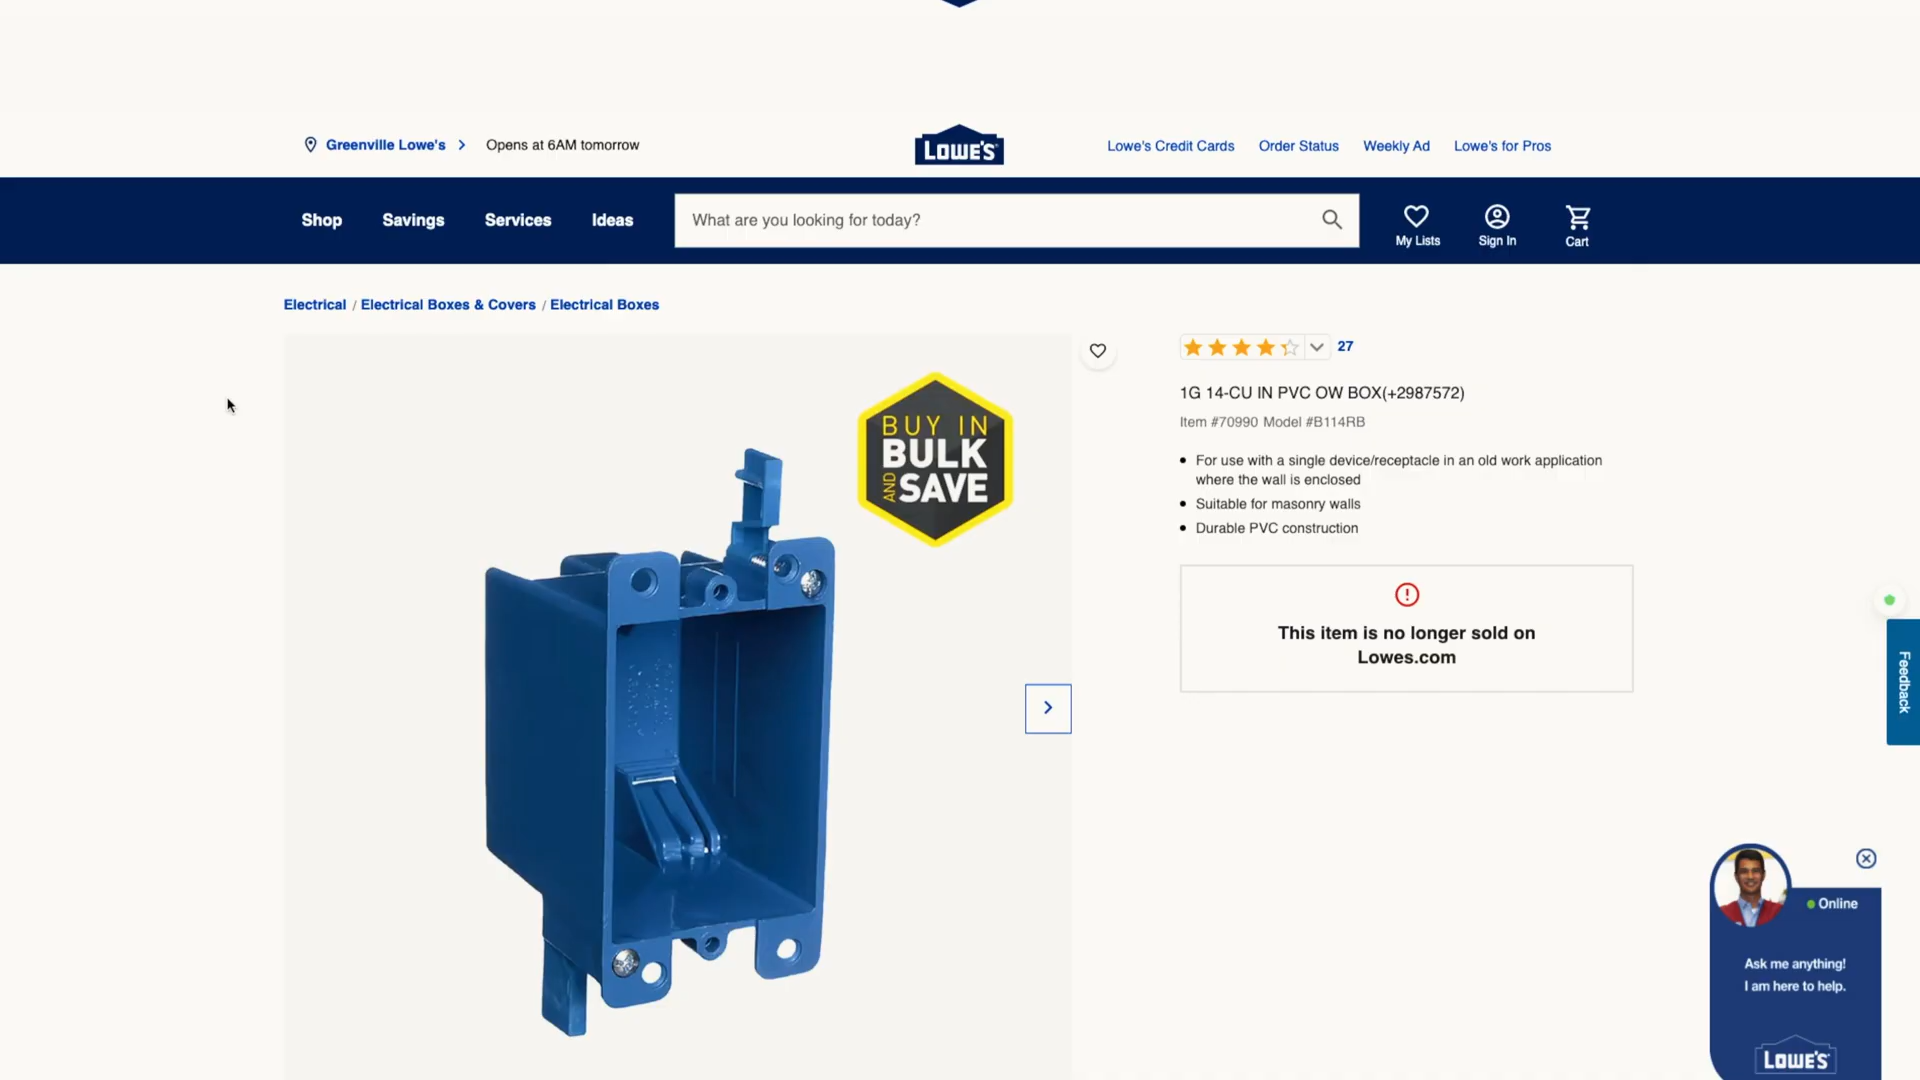 Greenville Lowe's
Opens at 6AM tomorrow
LOWE'S
Lowe's Credit Cards
Order Status
Weekly Ad
Lowe's for Pros
Shop
Savings
Services
Ideas
What are you looking for today?
My Lists
Sign In
Cart
Electrical / Electrical Boxes & Covers / Electrical Boxes
BUY IN
BULK
AND SAVE
27
1G 14-CU IN PVC OW BOX(+2987572)
Item #70990 Model #B114RB
For use with a single device/receptacle in an old work application
where the wall is enclosed
Suitable for masonry walls
Durable PVC construction
This item is no longer sold on
Lowes.com
Feedback
Online
Ask me anything!
I am here to help.
LOWE'S